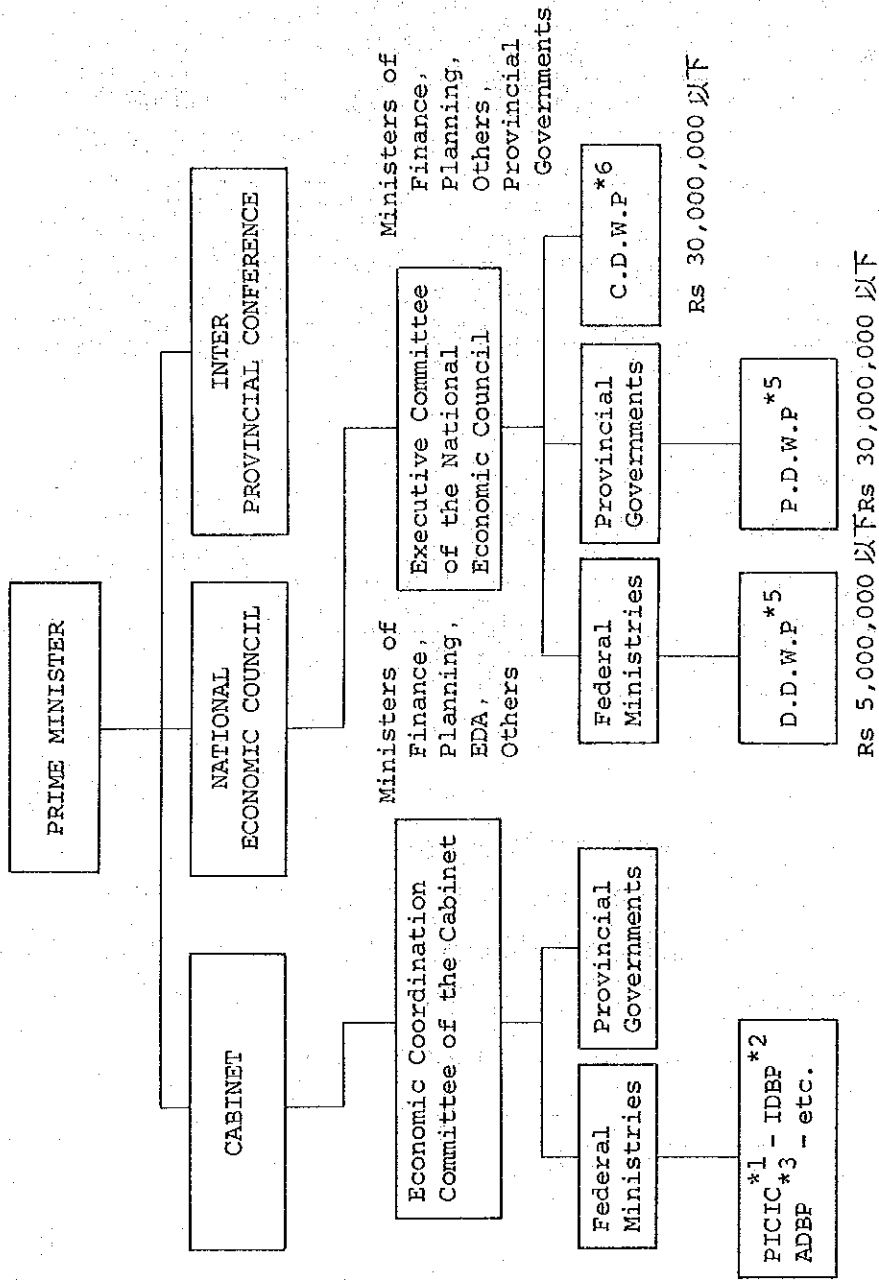 PRIME MINISTER
CABINET
NATIONAL
ECONOMIC COUNCIL
INTER
PROVINCIAL CONFERENCE
Economic Coordination
Committee of the Cabinet
Ministers of
Finance,
Planning,
EDA,
Others
Executive Committee
of the National
Economic Council
Ministers of
Finance,
Planning,
Others,
Provincial
Governments
Federal
Ministries
Provincial
Governments
Federal
Ministries
Provincial
Governments
C.D.W.P*6
Rs 30,000,000 以下
PICIC*1 - IDBP*2
ADBP*3 - etc.
D.D.W.P*5
P.D.W.P*5
Rs 5,000,000 以下Rs 30,000,000 以下